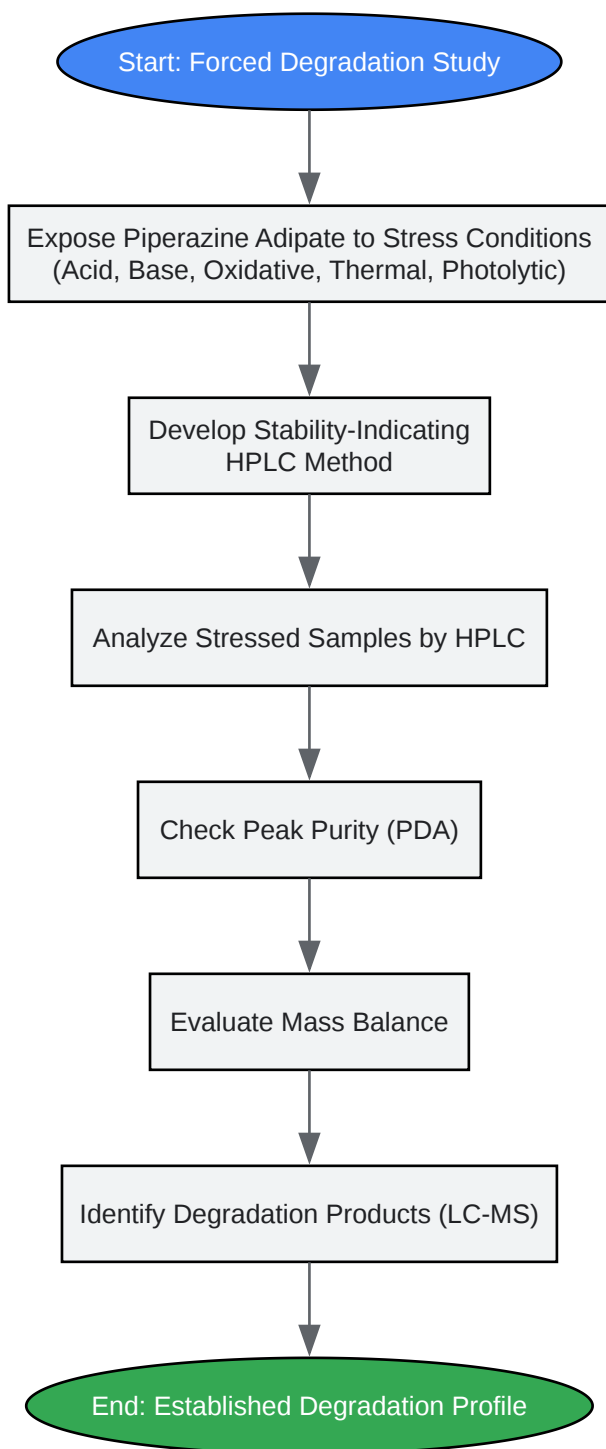 Start: Forced Degradation Study
Expose Piperazine Adipate to Stress Conditions
(Acid, Base, Oxidative, Thermal, Photolytic)
Develop Stability-Indicating
HPLC Method
Analyze Stressed Samples by HPLC
Check Peak Purity (PDA)
Evaluate Mass Balance
Identify Degradation Products (LC-MS)
End: Established Degradation Profile